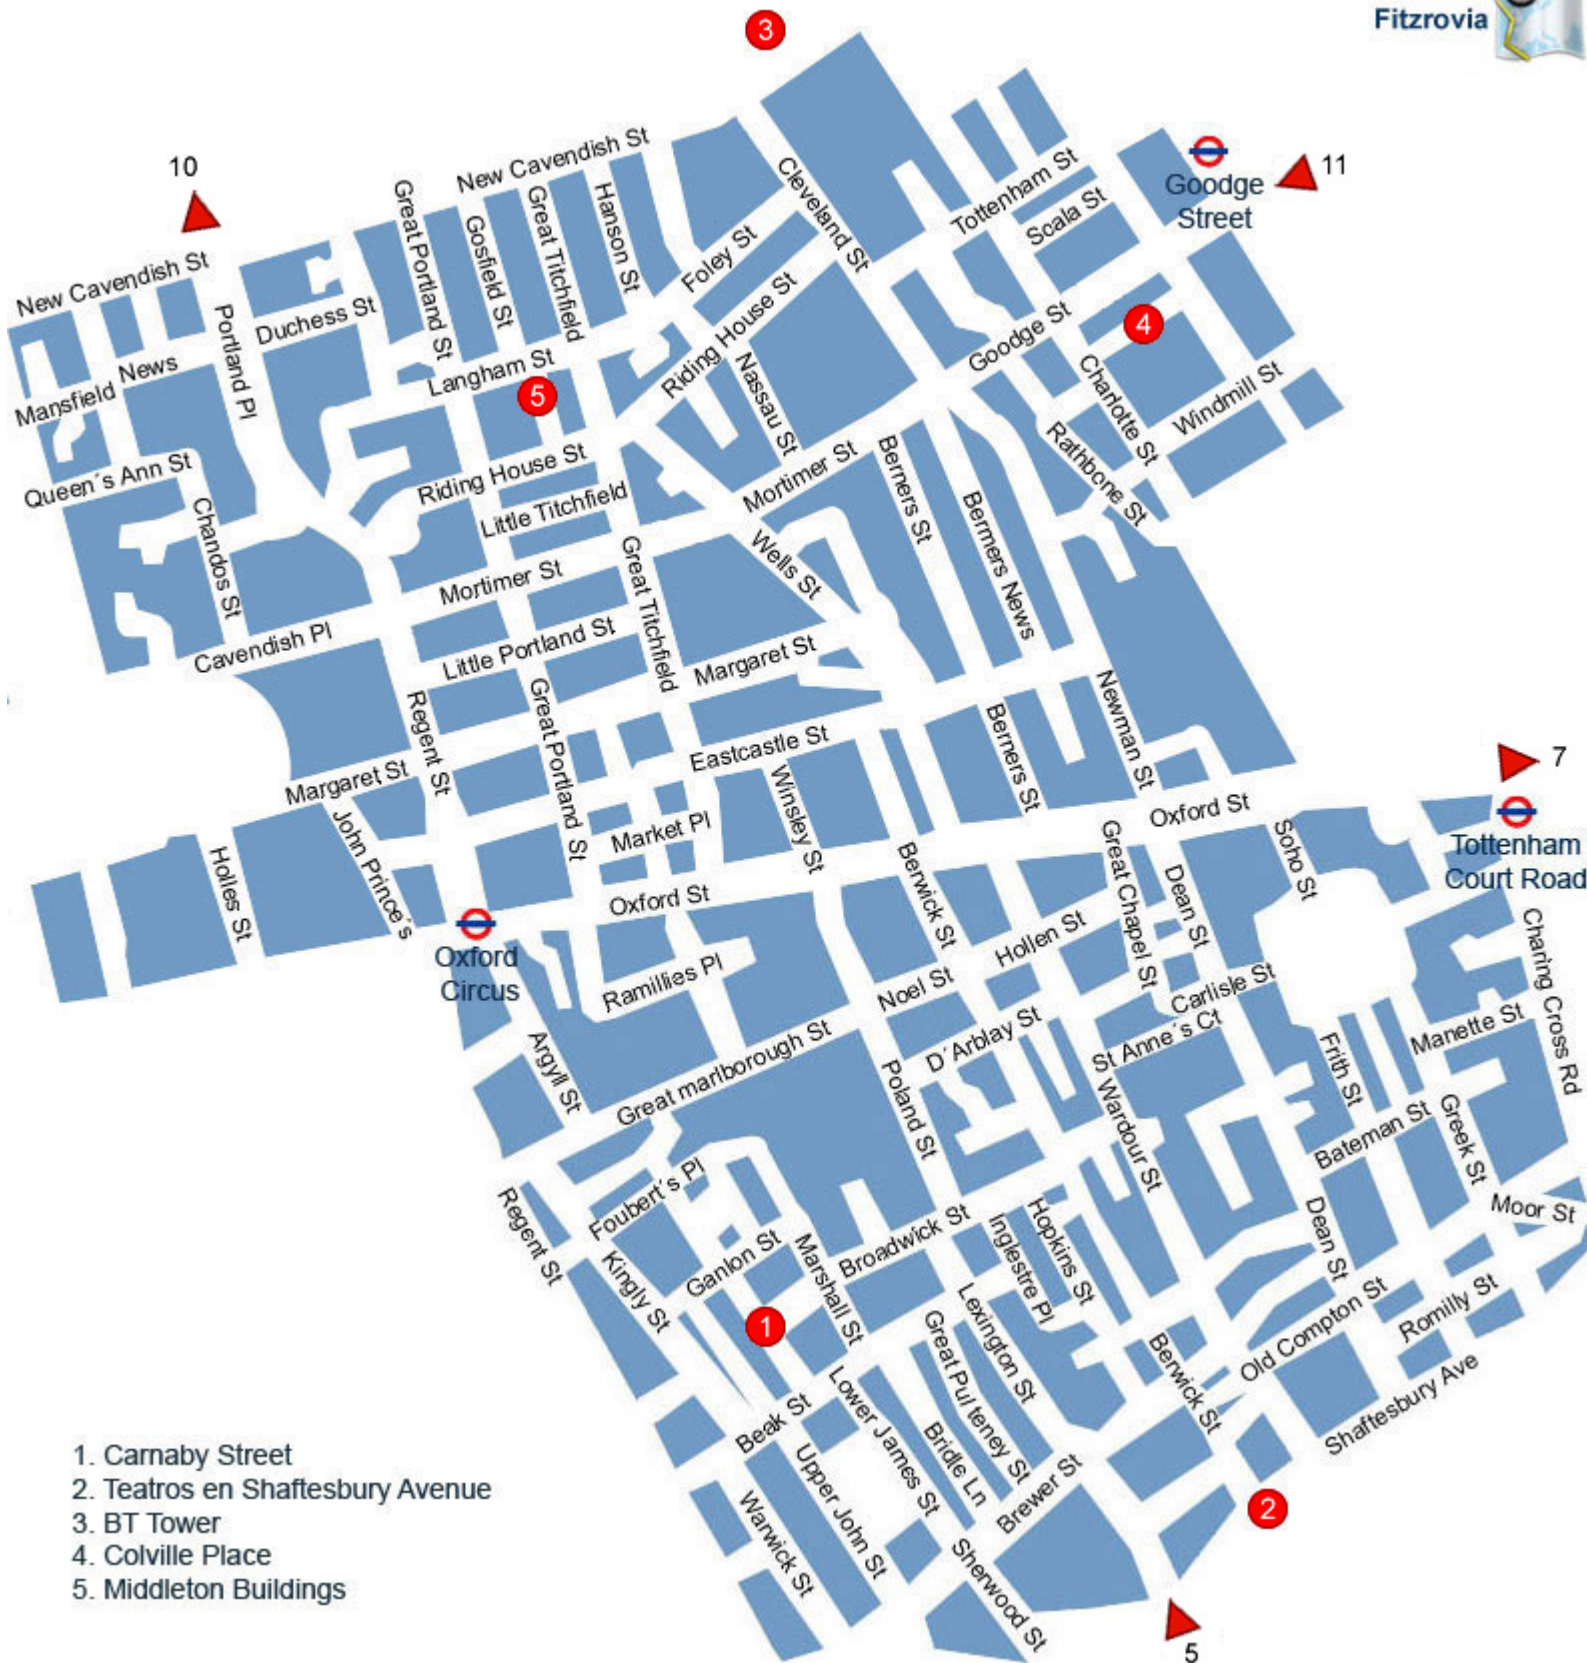 Fitzrovia
3
10
New Cavendish St
Cleveland St
Tottenham St
Goodge
Street
11
Great Portland St
Gosfield St
Great Titchfield
Hanson St
Scala St
Foley St
New Cavendish St
Portland Pl
Duchess St
Riding House St
Goodge St
4
Mansfield News
Langham St
5
Nassau St
Charlotte St
Windmill St
Queen´s Ann St
Chandos St
Riding House St
Little Titchfield
Mortimer St
Berners St
Rathbone St
Bermers News
Wells St
Great Titchfield
Mortimer St
Cavendish Pl
Little Portland St
Margaret St
Regent St
Great Portland St
Eastcastle St
Berners St
Newman St
7
Margaret St
John Prince´s
Winsley St
Market Pl
Oxford St
Tottenham
Court Road
Holles St
Berwick St
Great Chapel St
Dean St
Soho St
Oxford St
Hollen St
Charing Cross Rd
Oxford
Circus
Ramillies Pl
Noel St
Carlisle St
Argyll St
Great marlborough St
D´Arblay St
St Anne´s Ct
Frith St
Manette St
Poland St
Wardour St
Bateman St
Greek St
Foubert´s Pl
Regent St
Kingly St
Ganlon St
Marshall St
Broadwick St
Inglestre Pl
Hopkins St
Dean St
Moor St
1
Lexington St
Great Pulteney St
Berwick St
Old Compton St
Romilly St
Shaftesbury Ave
Beak St
Lower James St
Bridle Ln
Brewer St
Upper John St
Warwick St
Sherwood St
2
5
1. Carnaby Street
2. Teatros en Shaftesbury Avenue
3. BT Tower
4. Colville Place
5. Middleton Buildings